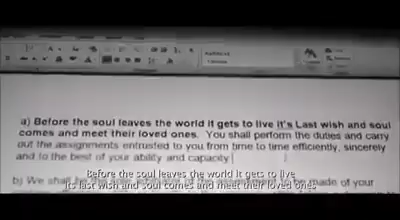 a) Before the soul leaves the world it gets to live it's Last wish and soul
comes and meet their loved ones. You shall perform the duties and carry
out the assignments entrusted to you from time to time efficiently, sincerely
and to the best of your ability and capacity
Before the soul leaves the world It gets to live
its last wish and soul comes and meet their loved ones
b) We shall be made of your